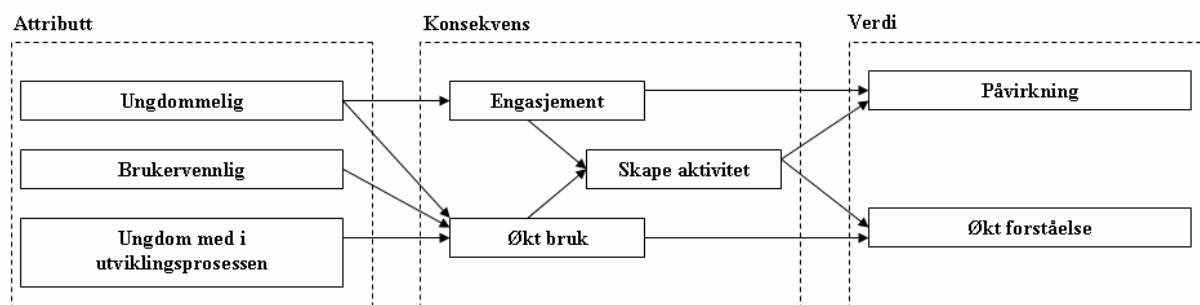 Attributt
Konsekvens
Verdi
Ungdommelig
Engasjement
Påvirkning
Brukervennlig
Skape aktivitet
Ungdom med i
utviklingsprosessen
Økt bruk
Økt forståelse